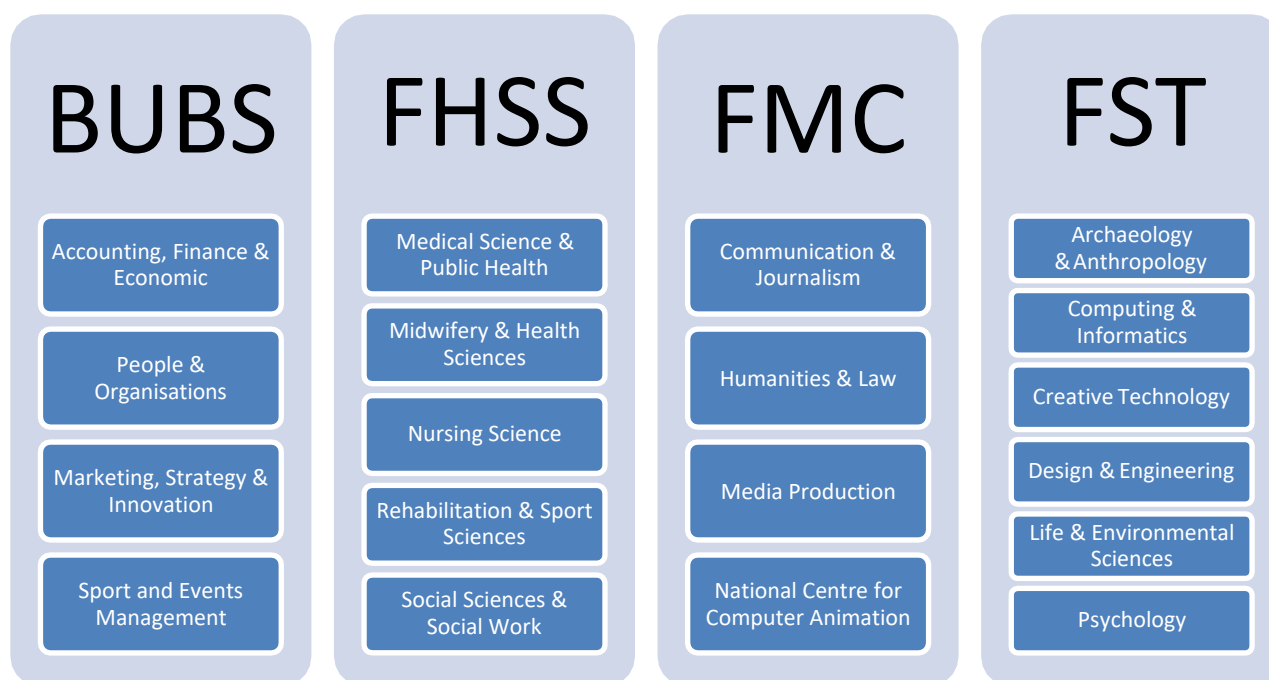 BUBS
Accounting, Finance &
Economic
People &
Organisations
Marketing, Strategy &
Innovation
Sport and Events
Management
FHSS
Medical Science &
Public Health
Midwifery & Health
Sciences
Nursing Science
Rehabilitation & Sport
Sciences
Social Sciences &
Social Work
FMC
Communication &
Journalism
Humanities & Law
Media Production
National Centre for
Computer Animation
FST
Archaeology
& Anthropology
Computing &
Informatics
Creative Technology
Design & Engineering
Life & Environmental
Sciences
Psychology